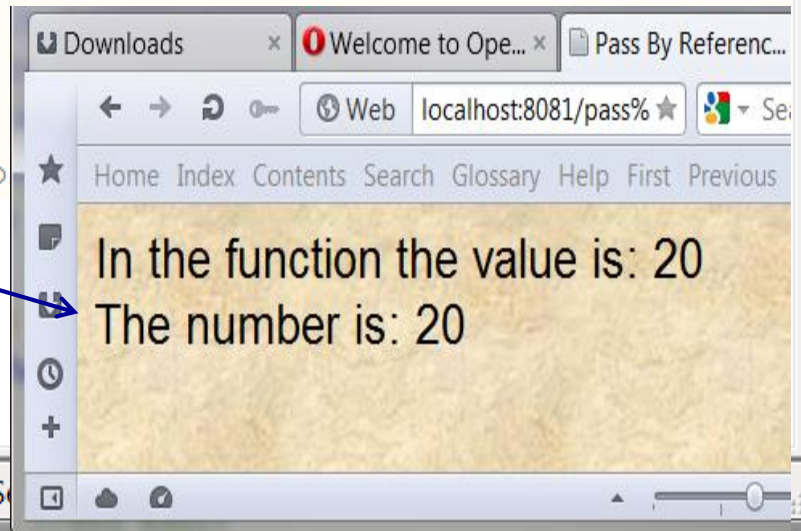 Downloads
Welcome to Ope...
Pass By Referenc...
Web localhost:8081/pass%
Home Index Contents Search Glossary Help First Previous
In the function the value is: 20
The number is: 20